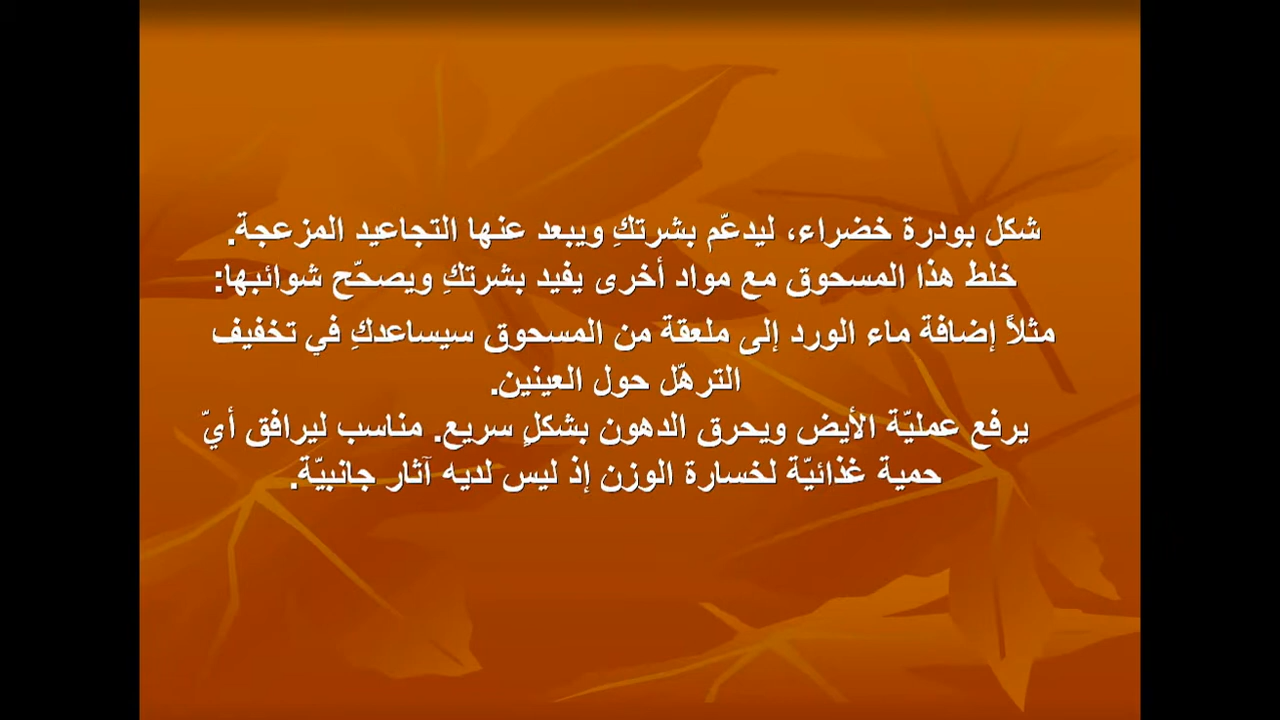 شكل بودرة خضراء، ليدعّم بشرتكِ ويبعد عنها التجاعيد المزعجة.
خلط هذا المسحوق مع مواد أخرى يفيد بشرتكِ ويصحّح شوائبها:
مثلاً إضافة ماء الورد إلى ملعقة من المسحوق سيساعدكِ في تخفيف
الترهّل حول العينين.
يرفع عمليّة الأيض ويحرق الدهون بشكلٍ سريع. مناسب ليرافق أيّ
حمية غذائيّة لخسارة الوزن إذ ليس لديه آثار جانبيّة.